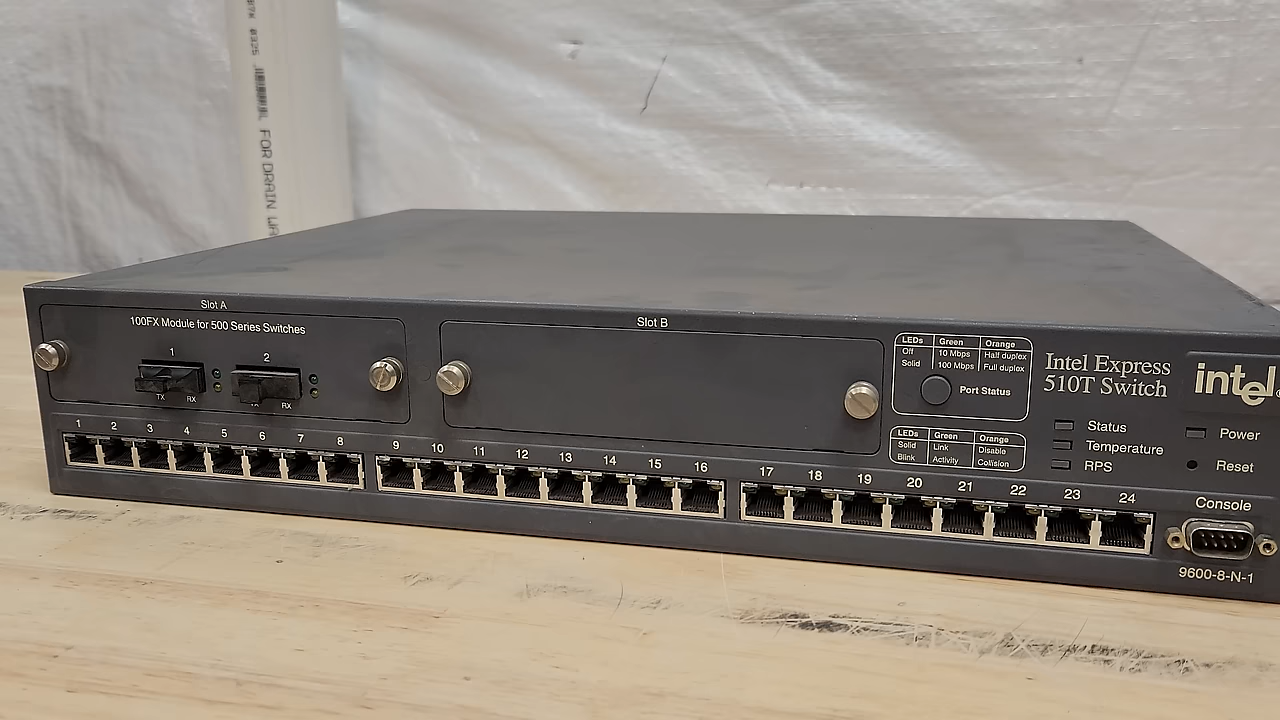 0325
FOR DRAIN
Slot A
100FX Module for 500 Series Switches
1 2
TX RX
TX RX
Slot B
LEDs Green Orange
Off 10 Mbps Half duplex
Solid 100 Mbps Full duplex
Port Status
LEDs Green Orange
Solid Link Disable
Blink Activity Collision
Intel Express
510T Switch
intel
Status
Temperature
RPS
Power
Reset
1 2 3 4 5 6 7 8
9 10 11 12 13 14 15 16
17 18 19 20 21 22 23 24
Console
9600-8-N-1